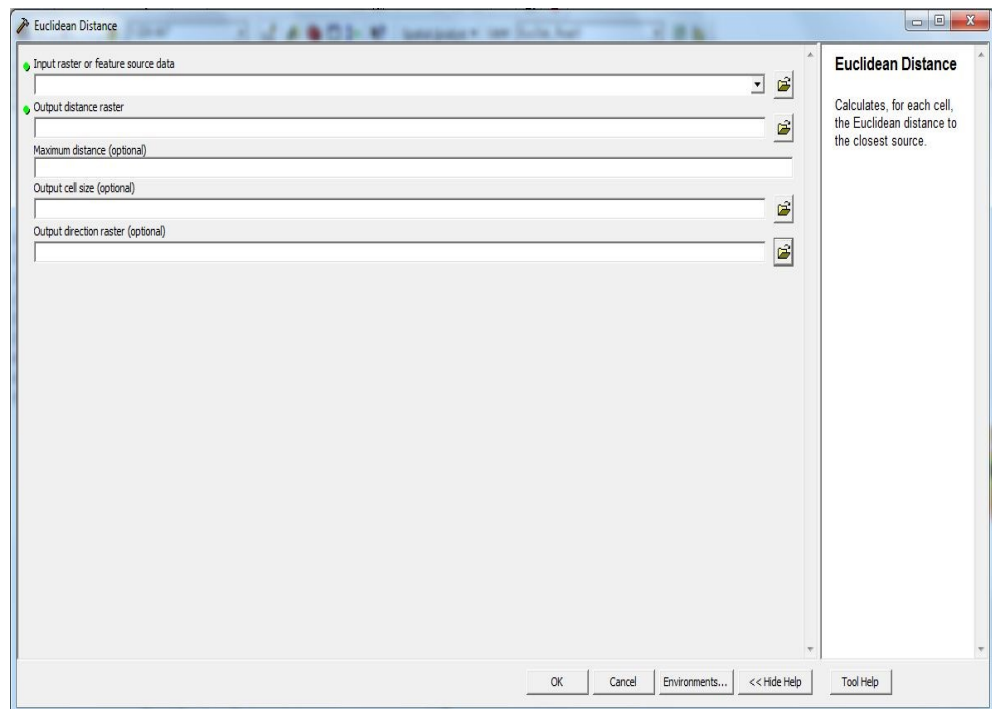 Euclidean Distance
Input raster or feature source data
Output distance raster
Maximum distance (optional)
Output cell size (optional)
Output direction raster (optional)
Euclidean Distance
Calculates, for each cell,
the Euclidean distance to
the closest source.
OK Cancel Environments... << Hide Help Tool Help